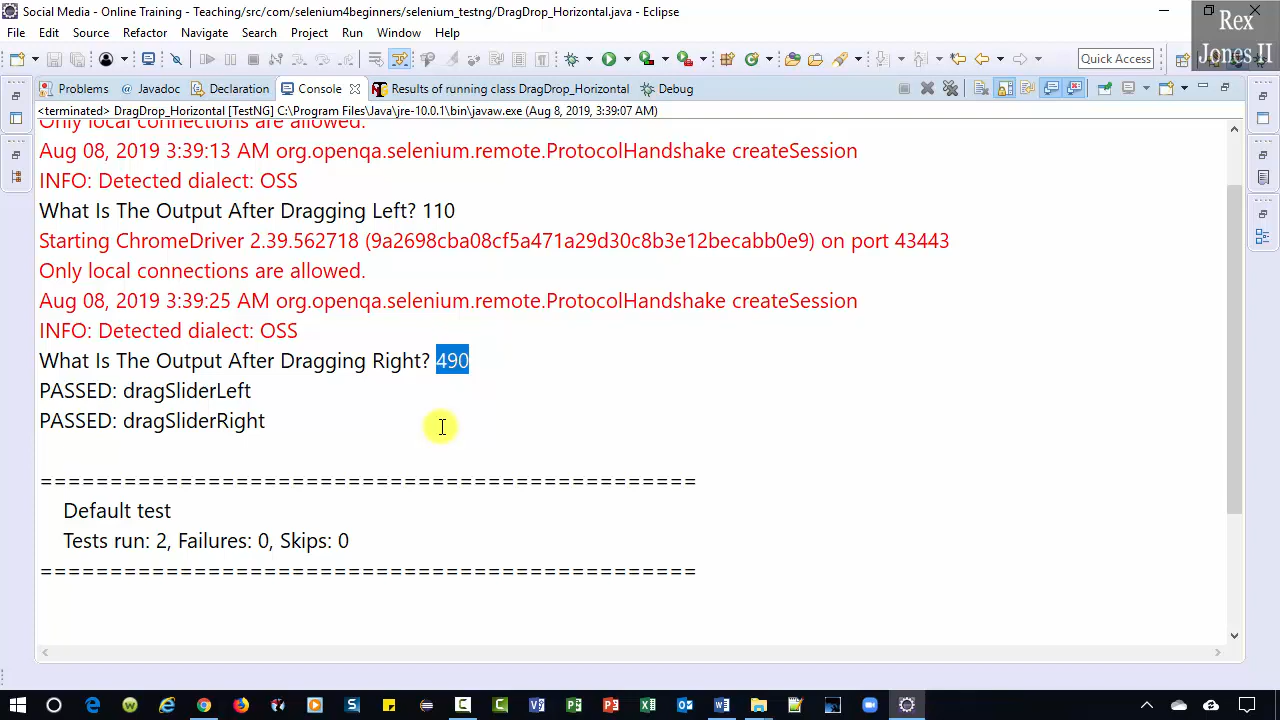 Social Media - Online Training - Teaching/src/com/selenium4beginners/selenium_testng/DragDrop_Horizontal.java - Eclipse
Rex
Jones II
File Edit Source Refactor Navigate Search Project Run Window Help
Quick Access
Problems Javadoc Declaration Console Results of running class DragDrop_Horizontal Debug
<terminated> DragDrop_Horizontal [TestNG] C:\Program Files\Java\jre-10.0.1\bin\javaw.exe (Aug 8, 2019, 3:39:07 AM)
Only local connections are allowed.
Aug 08, 2019 3:39:13 AM org.openqa.selenium.remote.ProtocolHandshake createSession
INFO: Detected dialect: OSS
What Is The Output After Dragging Left? 110
Starting ChromeDriver 2.39.562718 (9a2698cba08cf5a471a29d30c8b3e12becabb0e9) on port 43443
Only local connections are allowed.
Aug 08, 2019 3:39:25 AM org.openqa.selenium.remote.ProtocolHandshake createSession
INFO: Detected dialect: OSS
What Is The Output After Dragging Right? 490
PASSED: dragSliderLeft
PASSED: dragSliderRight
===============================================
Default test
Tests run: 2, Failures: 0, Skips: 0
===============================================